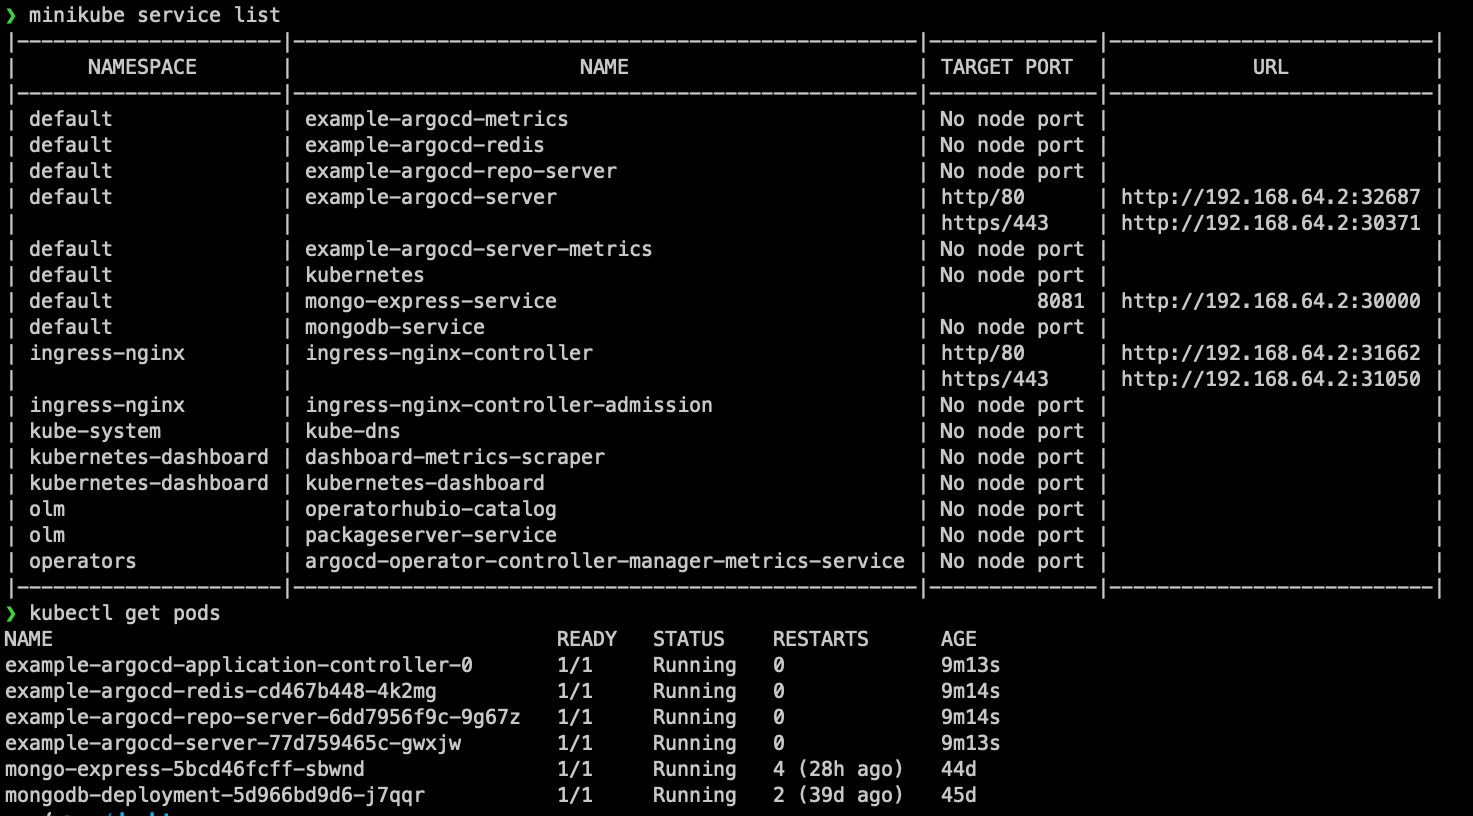 ❯ minikube service list
|----------------------|----------------------------------------------------|--------------|---------------------------|
| NAMESPACE | NAME | TARGET PORT | URL |
|----------------------|----------------------------------------------------|--------------|---------------------------|
| default | example-argocd-metrics | No node port | |
| default | example-argocd-redis | No node port | |
| default | example-argocd-repo-server | No node port | |
| default | example-argocd-server | http/80 | http://192.168.64.2:32687 |
| | | https/443 | http://192.168.64.2:30371 |
| default | example-argocd-server-metrics | No node port | |
| default | kubernetes | No node port | |
| default | mongo-express-service | 8081 | http://192.168.64.2:30000 |
| default | mongodb-service | No node port | |
| ingress-nginx | ingress-nginx-controller | http/80 | http://192.168.64.2:31662 |
| | | https/443 | http://192.168.64.2:31050 |
| ingress-nginx | ingress-nginx-controller-admission | No node port | |
| kube-system | kube-dns | No node port | |
| kubernetes-dashboard | dashboard-metrics-scraper | No node port | |
| kubernetes-dashboard | kubernetes-dashboard | No node port | |
| olm | operatorhubio-catalog | No node port | |
| olm | packageserver-service | No node port | |
| operators | argocd-operator-controller-manager-metrics-service | No node port | |
|----------------------|----------------------------------------------------|--------------|---------------------------|
❯ kubectl get pods
NAME READY STATUS RESTARTS AGE
example-argocd-application-controller-0 1/1 Running 0 9m13s
example-argocd-redis-cd467b448-4k2mg 1/1 Running 0 9m14s
example-argocd-repo-server-6dd7956f9c-9g67z 1/1 Running 0 9m14s
example-argocd-server-77d759465c-gwxjw 1/1 Running 0 9m13s
mongo-express-5bcd46fcff-sbwnd 1/1 Running 4 (28h ago) 44d
mongodb-deployment-5d966bd9d6-j7qqr 1/1 Running 2 (39d ago) 45d